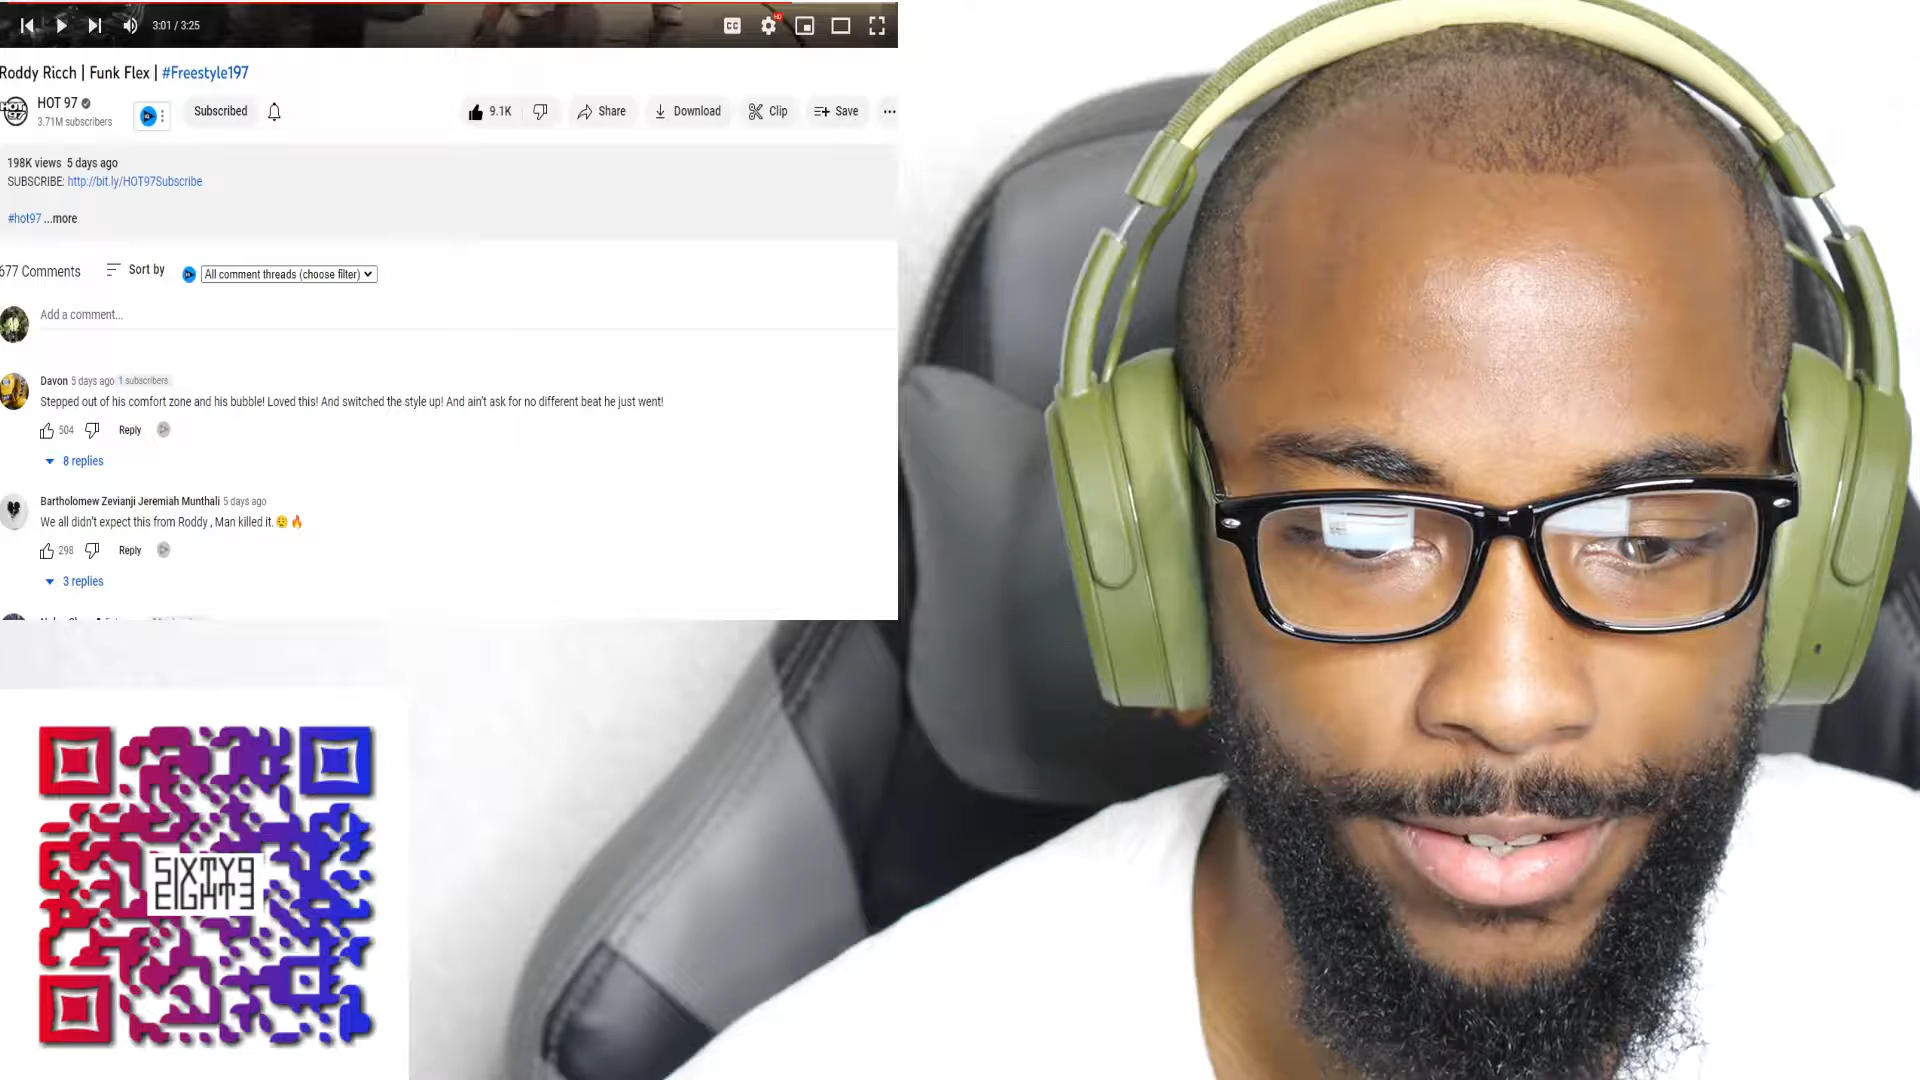 3:01 / 3:25
CC
HD
Roddy Ricch | Funk Flex | #Freestyle197
HOT 97
3.71M subscribers
Subscribed
9.1K
Share
Download
Clip
Save
198K views 5 days ago
SUBSCRIBE: http://bit.ly/HOT97Subscribe
#hot97 ...more
677 Comments
Sort by
All comment threads (choose filter)
Add a comment...
Davon 5 days ago 1 subscribers
Stepped out of his comfort zone and his bubble! Loved this! And switched the style up! And ain't ask for no different beat he just went!
504
Reply
8 replies
Bartholomew Zevianji Jeremiah Munthali 5 days ago
We all didn't expect this from Roddy , Man killed it.😮‍💨🔥
298
Reply
3 replies
SIXTY9
EIGHT3